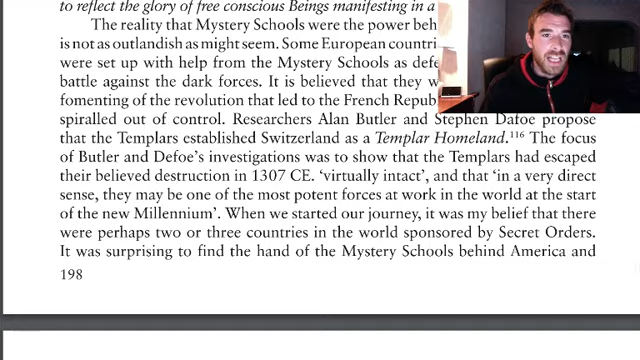 to reflect the glory of free conscious Beings manifesting in a
The reality that Mystery Schools were the power beh
is not as outlandish as might seem. Some European countri
were set up with help from the Mystery Schools as defe
battle against the dark forces. It is believed that they w
fomenting of the revolution that led to the French Repub
spiralled out of control. Researchers Alan Butler and Stephen Dafoe propose
that the Templars established Switzerland as a Templar Homeland.116 The focus
of Butler and Defoe's investigations was to show that the Templars had escaped
their believed destruction in 1307 CE. 'virtually intact', and that 'in a very direct
sense, they may be one of the most potent forces at work in the world at the start
of the new Millennium'. When we started our journey, it was my belief that there
were perhaps two or three countries in the world sponsored by Secret Orders.
It was surprising to find the hand of the Mystery Schools behind America and
198